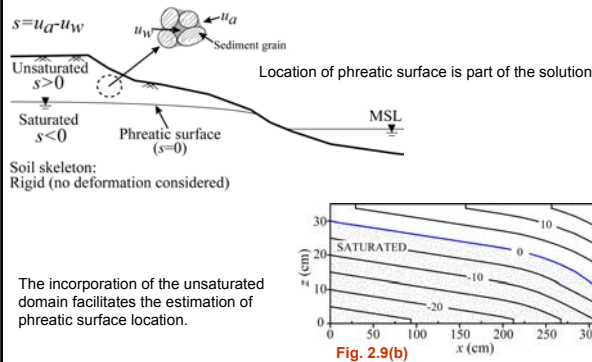 s=ua-uw
uw
ua
Sediment grain
Unsaturated
s>0
Location of phreatic surface is part of the solution
Saturated
s<0
Phreatic surface
(s=0)
MSL
Soil skeleton:
Rigid (no deformation considered)
The incorporation of the unsaturated
domain facilitates the estimation of
phreatic surface location.
z (cm)
30
20
10
0
SATURATED
10
0
-10
-20
0 50 100 150 200 250 30
x (cm)
Fig. 2.9(b)